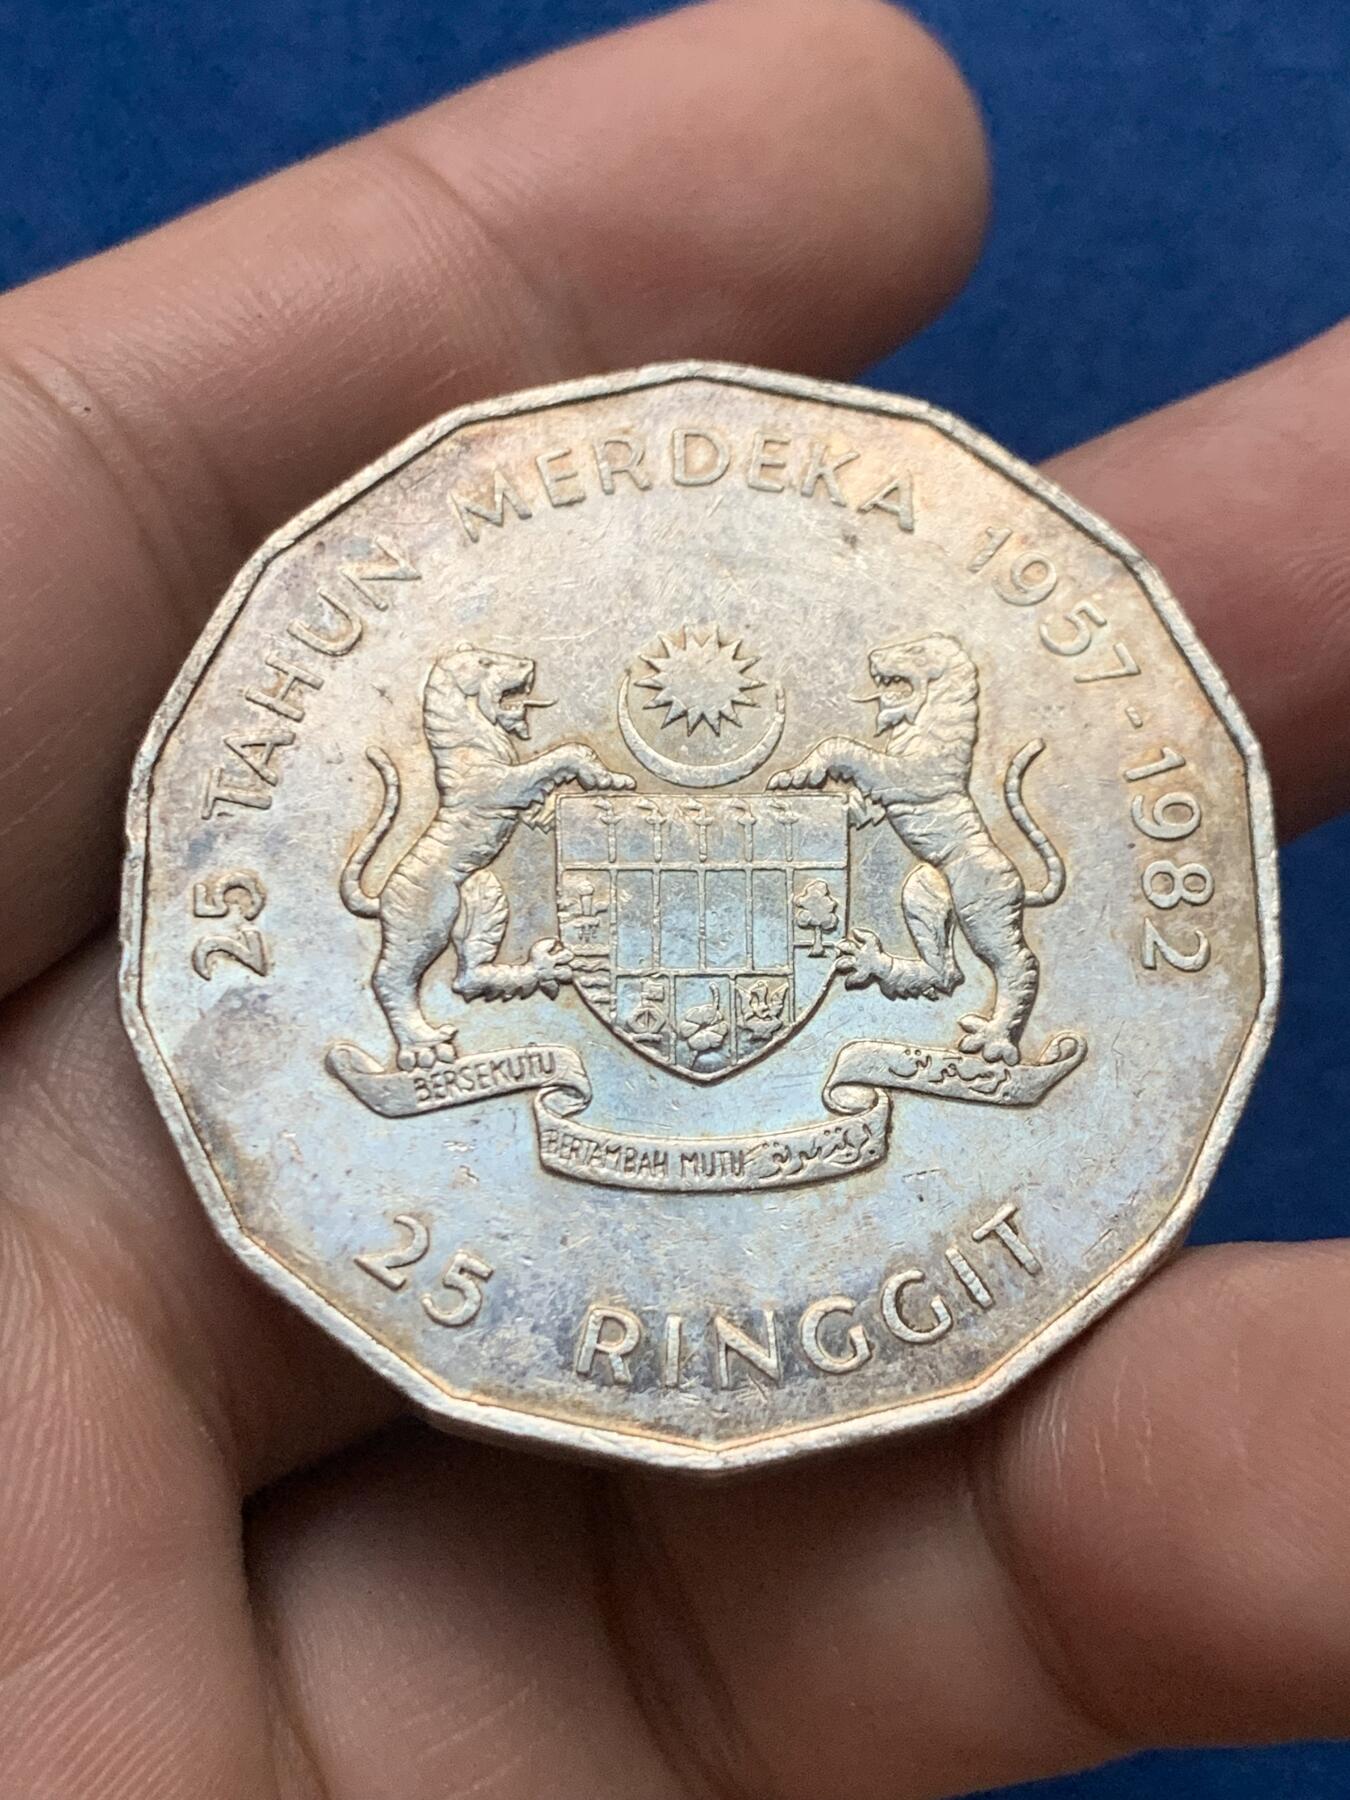 25 TAHUN MERDEKA 1957-1982
BERSEKUTU
BERTAMBAH MUTU
25 RINGGIT